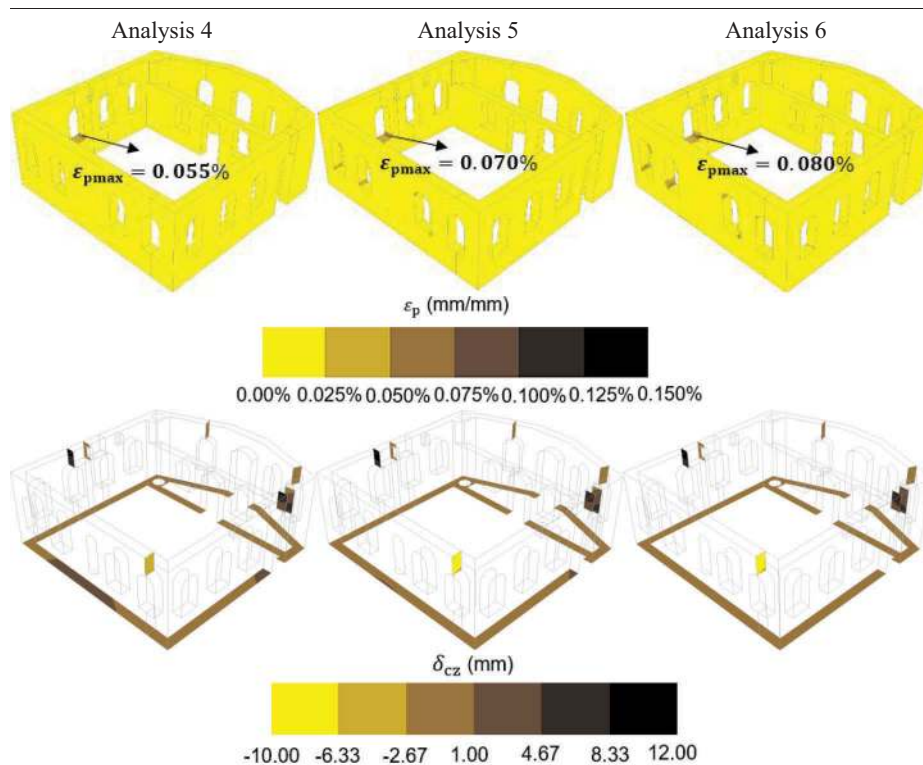 Analysis 4 Analysis 5 Analysis 6
εpmax = 0.055% εpmax = 0.070% εpmax = 0.080%
εp (mm/mm)
0.00% 0.025% 0.050% 0.075% 0.100% 0.125% 0.150%
δcz (mm)
-10.00 -6.33 -2.67 1.00 4.67 8.33 12.00